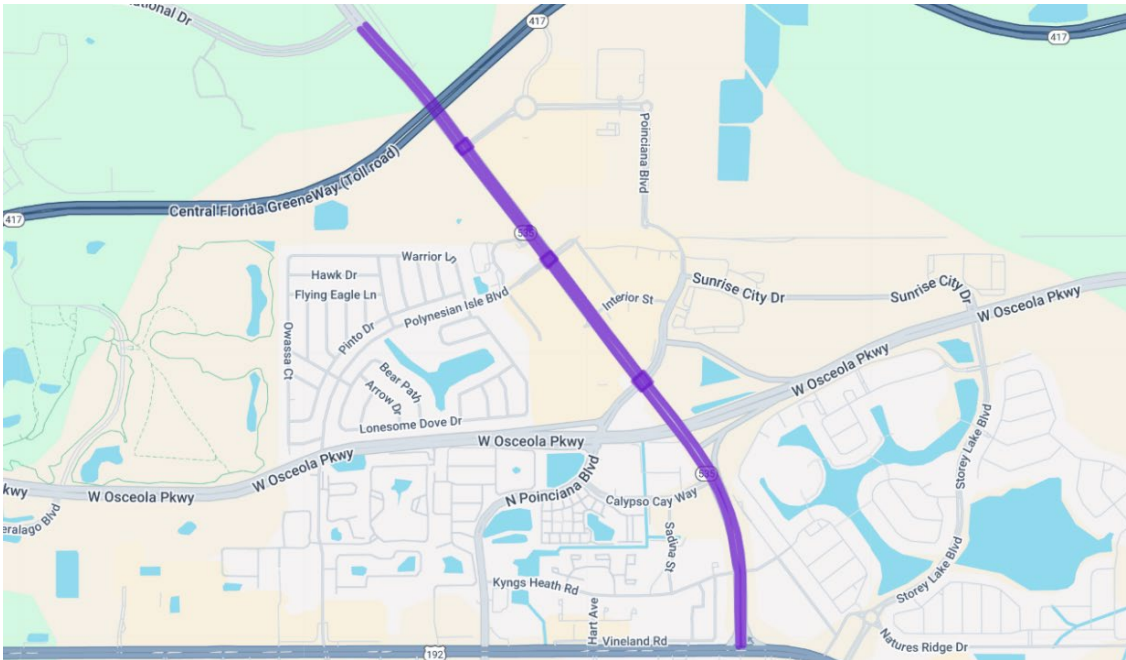 national Dr
417
417
Poinciana Blvd
Central Florida GreeneWay (Toll road)
417
535
Warrior Ln
Hawk Dr
Flying Eagle Ln
Polynesian Isle Blvd
Pinto Dr
Owassa Ct
Interior St
Sunrise City Dr
Sunrise City Dr
W Osceola Pkwy
W Osceola Pkwy
Bear Path
Arrow Dr
Lonesome Dove Dr
W Osceola Pkwy
W Osceola Pkwy
W Osceola Pkwy
kwy
eralago Blvd
N Poinciana Blvd
535
Calypso Cay Way
Sadina St
Storey Lake Blvd
Storey Lake Blvd
Kyngs Heath Rd
Hart Ave
Vineland Rd
192
Natures Ridge Dr